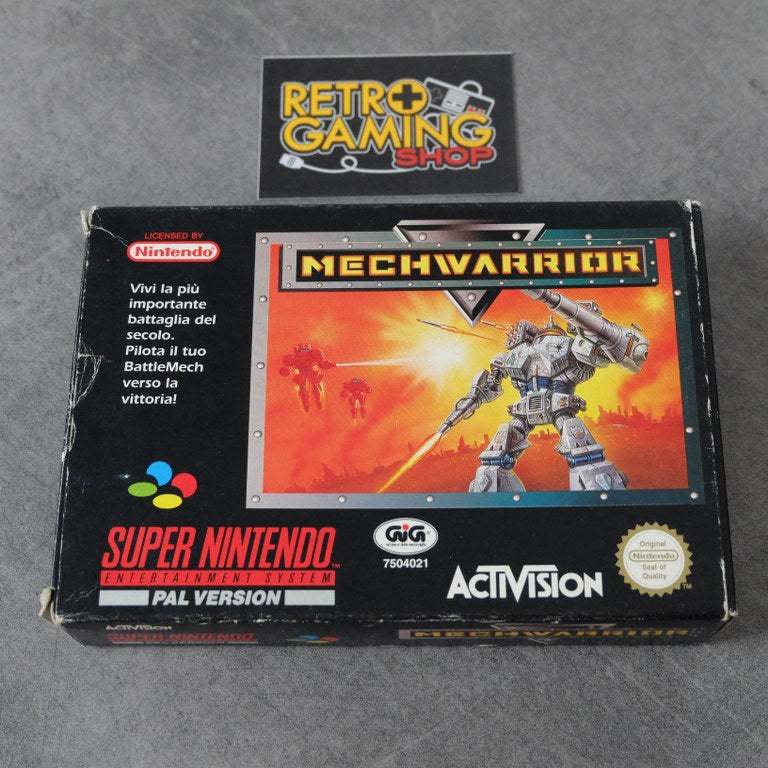 RETRO
GAMING
SHOP
LICENSED BY
Nintendo
MECHWARRIOR
Vivi la più
importante
battaglia del
secolo.
Pilota il tuo
BattleMech
verso la
vittoria!
SUPER NINTENDO
TM
ENTERTAINMENT SYSTEM
PAL VERSION
GiG
7504021
ACTIVISION
Original
Nintendo
Seal of
Quality
TM
ACTIVISION
SUPER NINTENDO
MECHWARRIOR